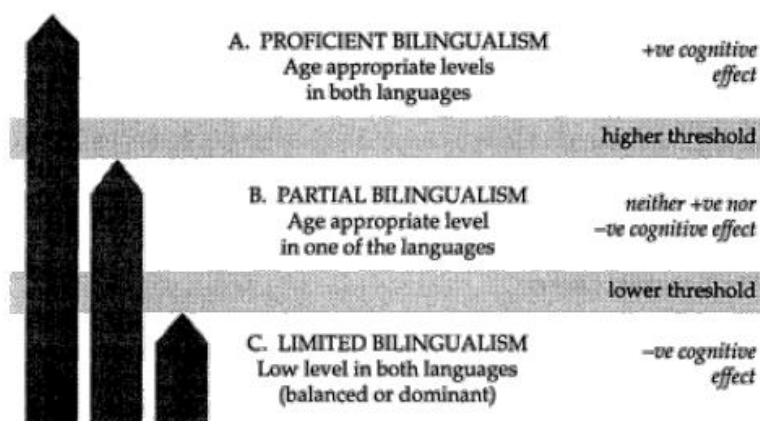 A. PROFICIENT BILINGUALISM
Age appropriate levels
in both languages
+ve cognitive
effect
higher threshold
B. PARTIAL BILINGUALISM
Age appropriate level
in one of the languages
neither +ve nor
−ve cognitive effect
lower threshold
C. LIMITED BILINGUALISM
Low level in both languages
(balanced or dominant)
−ve cognitive
effect